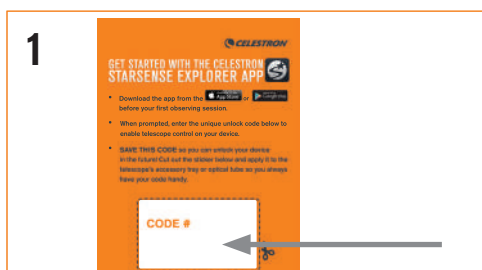 1
CELESTRON
GET STARTED WITH THE CELESTRON
STARSENSE EXPLORER APP
• Download the app from the App Store or Google Play
before your first observing session.
• When prompted, enter the unique unlock code below to
enable telescope control on your device.
• SAVE THIS CODE so you can unlock your device
in the future! Cut out the sticker below and apply it to the
telescope's accessory tray or optical tube so you always
have your code handy.
CODE #